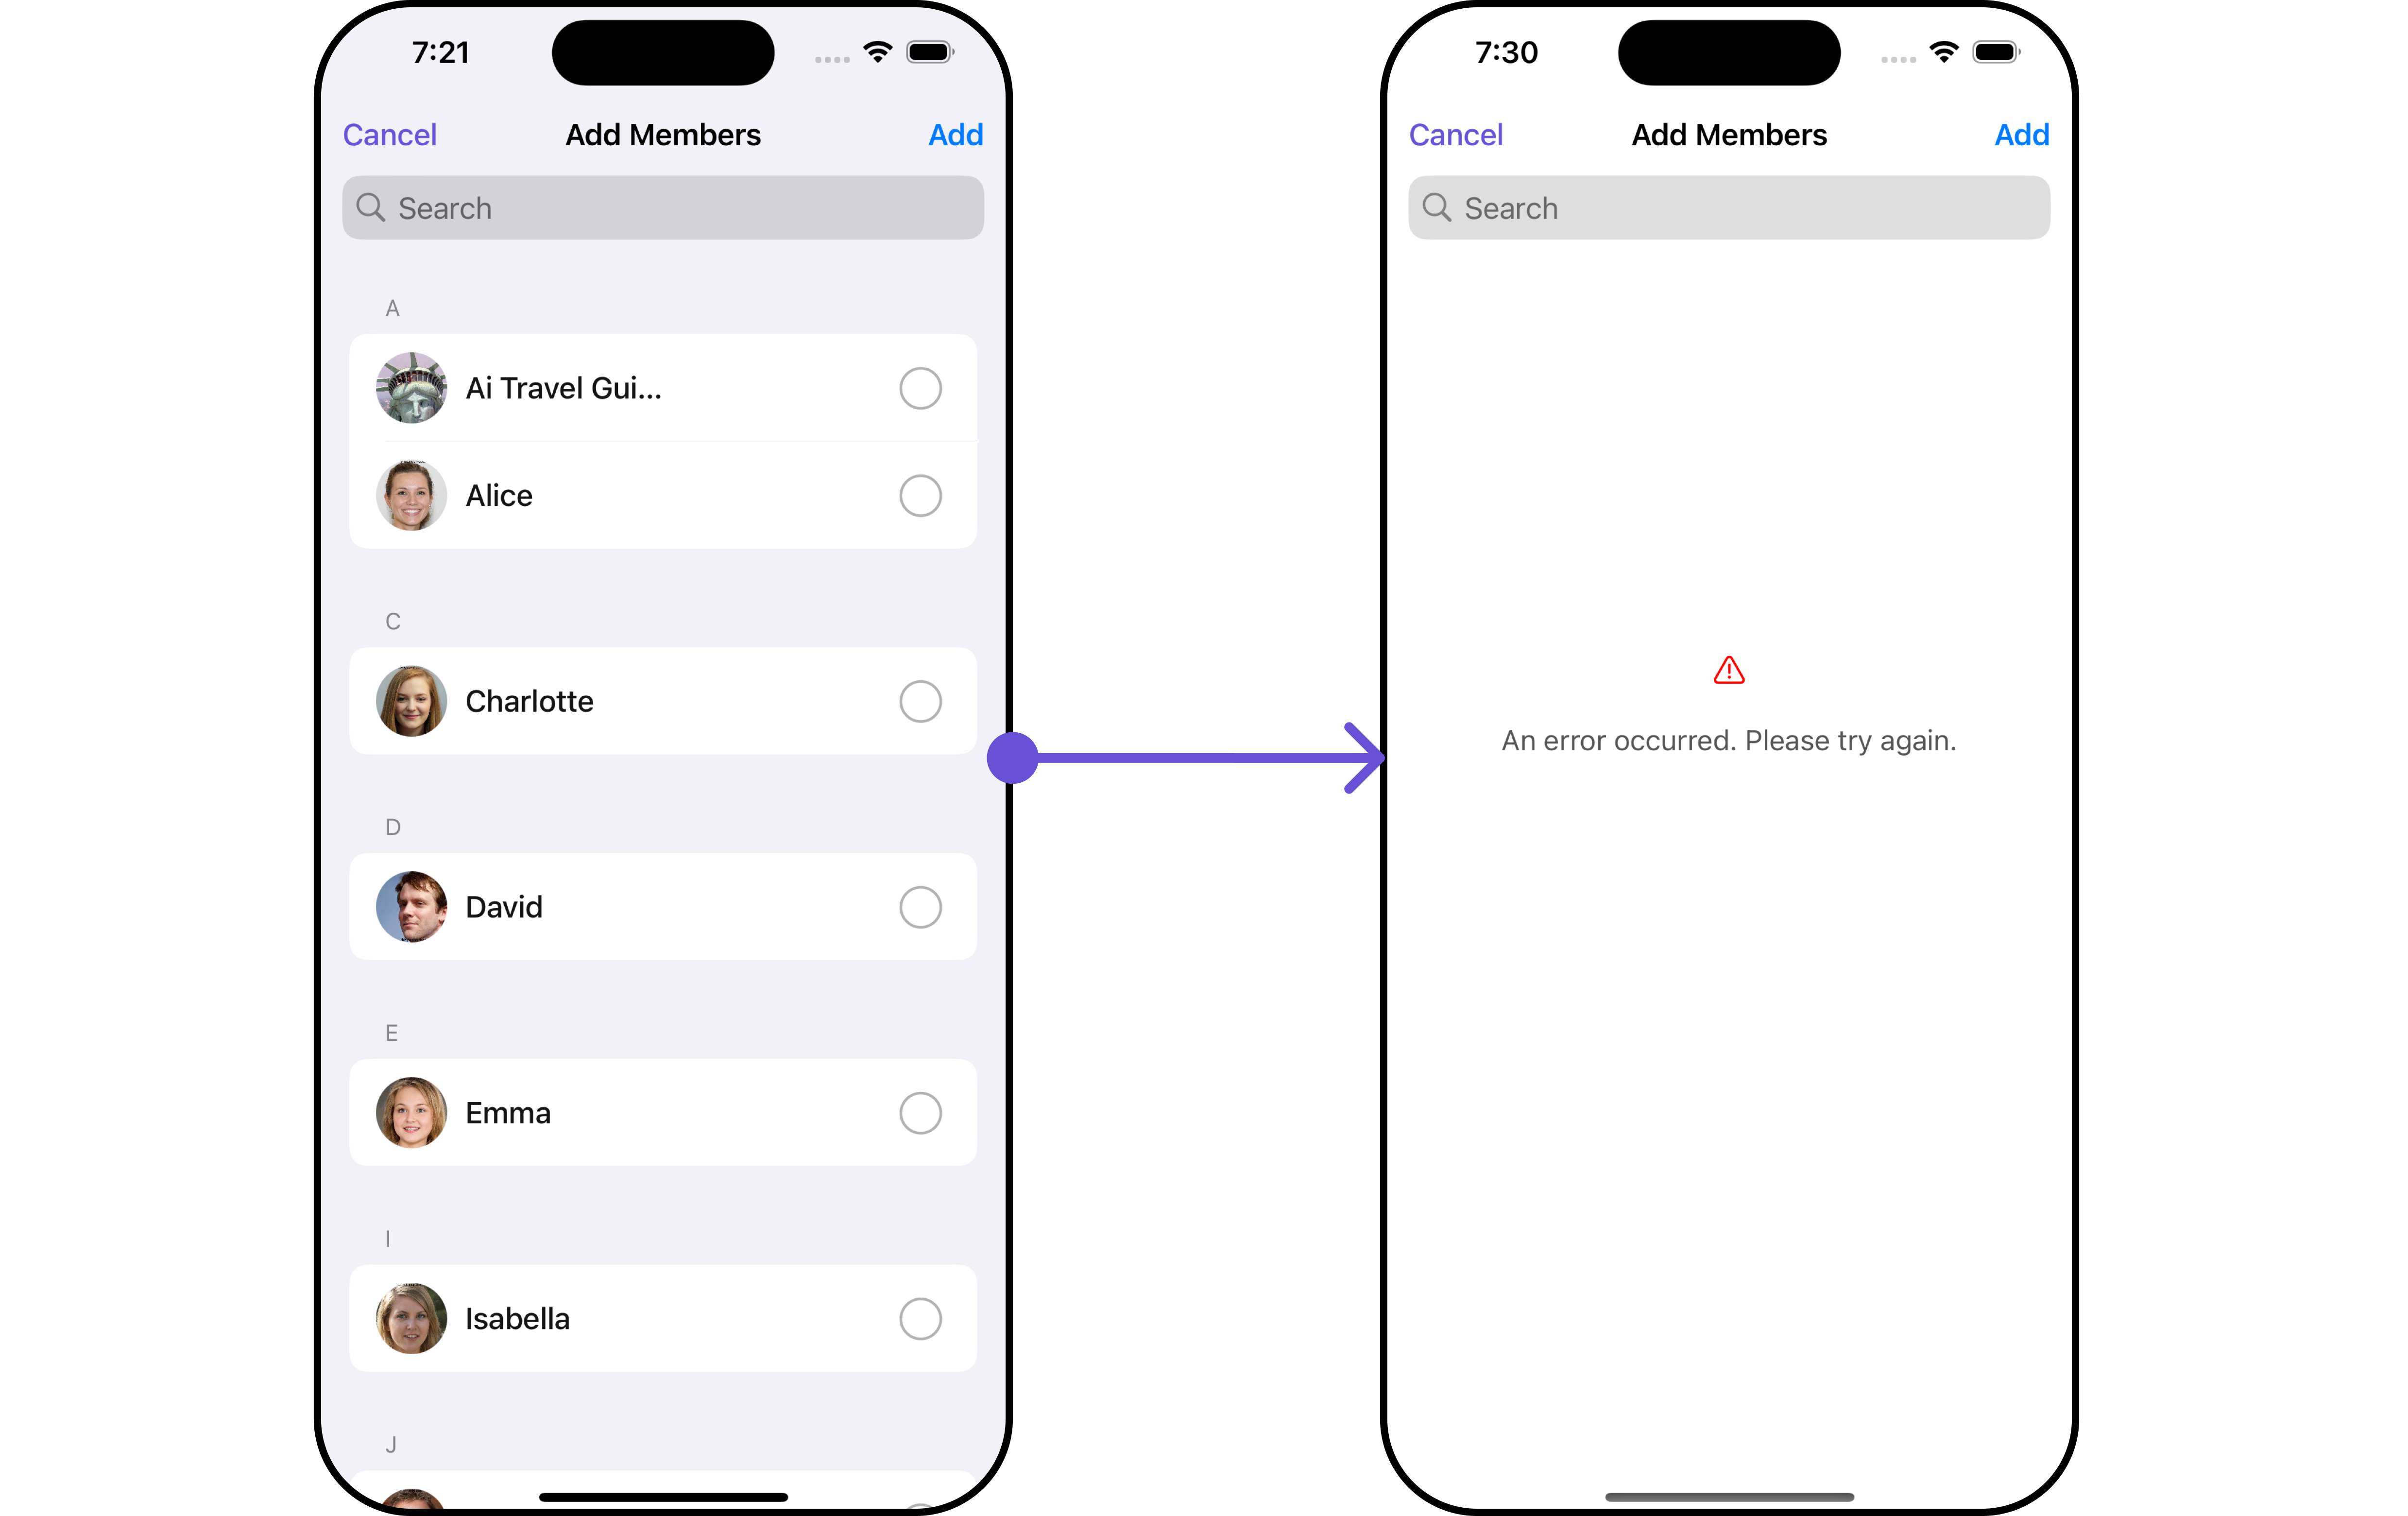 7:21
Cancel Add Members Add
Search
A
Ai Travel Gui...
Alice
C
Charlotte
D
David
E
Emma
I
Isabella
J
7:30
Cancel Add Members Add
Search
An error occurred. Please try again.